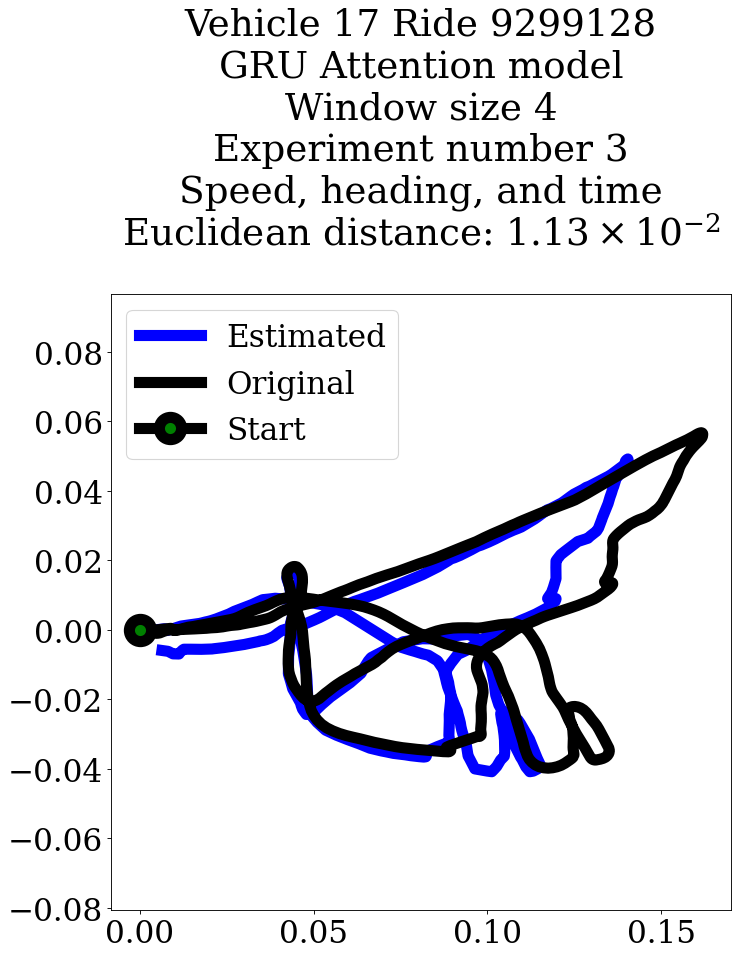 Vehicle 17 Ride 9299128
GRU Attention model
Window size 4
Experiment number 3
Speed, heading, and time
Euclidean distance: 1.13 × 10⁻²
Estimated
Original
Start
0.08
0.06
0.04
0.02
0.00
−0.02
−0.04
−0.06
−0.08
0.00 0.05 0.10 0.15